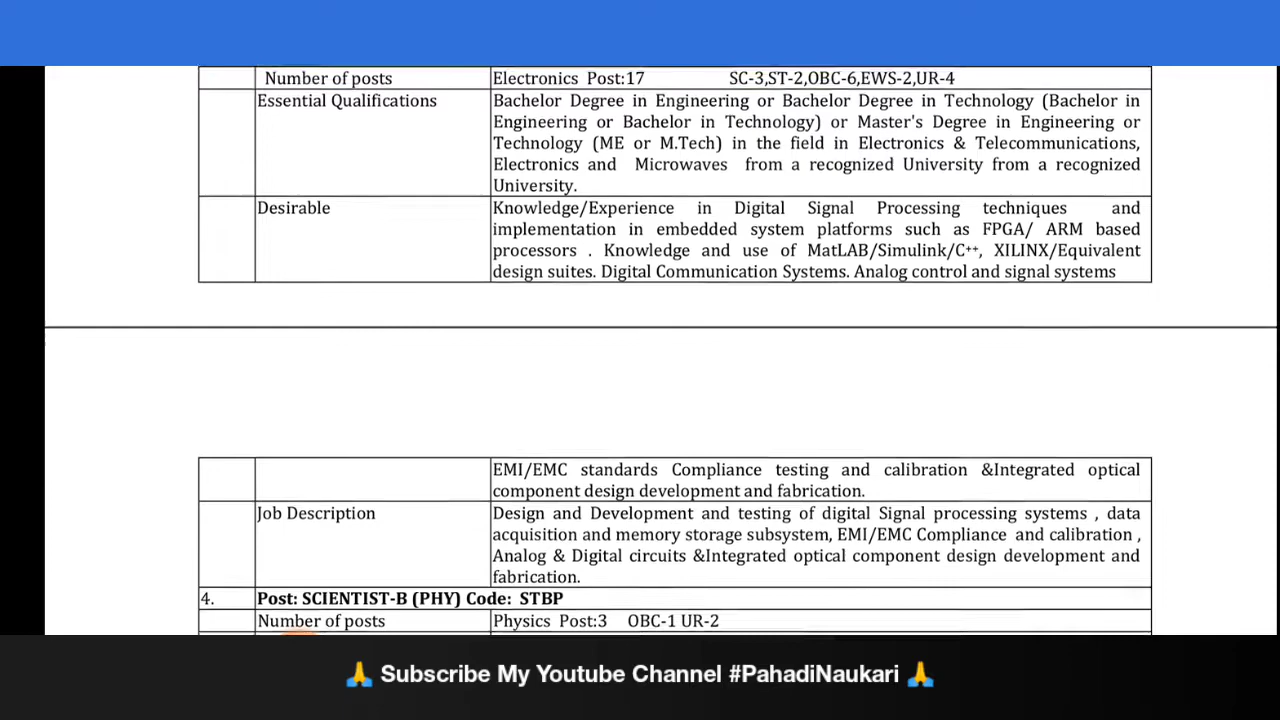 Number of posts Electronics Post:17 SC-3,ST-2,OBC-6,EWS-2,UR-4
Essential Qualifications Bachelor Degree in Engineering or Bachelor Degree in Technology (Bachelor in
Engineering or Bachelor in Technology) or Master's Degree in Engineering or
Technology (ME or M.Tech) in the field in Electronics & Telecommunications,
Electronics and Microwaves from a recognized University from a recognized
University.
Desirable Knowledge/Experience in Digital Signal Processing techniques and
implementation in embedded system platforms such as FPGA/ ARM based
processors . Knowledge and use of MatLAB/Simulink/C++, XILINX/Equivalent
design suites. Digital Communication Systems. Analog control and signal systems
EMI/EMC standards Compliance testing and calibration &Integrated optical
component design development and fabrication.
Job Description Design and Development and testing of digital Signal processing systems , data
acquisition and memory storage subsystem, EMI/EMC Compliance and calibration ,
Analog & Digital circuits &Integrated optical component design development and
fabrication.
4. Post: SCIENTIST-B (PHY) Code: STBP
Number of posts Physics Post:3 OBC-1 UR-2
🙏 Subscribe My Youtube Channel #PahadiNaukari 🙏